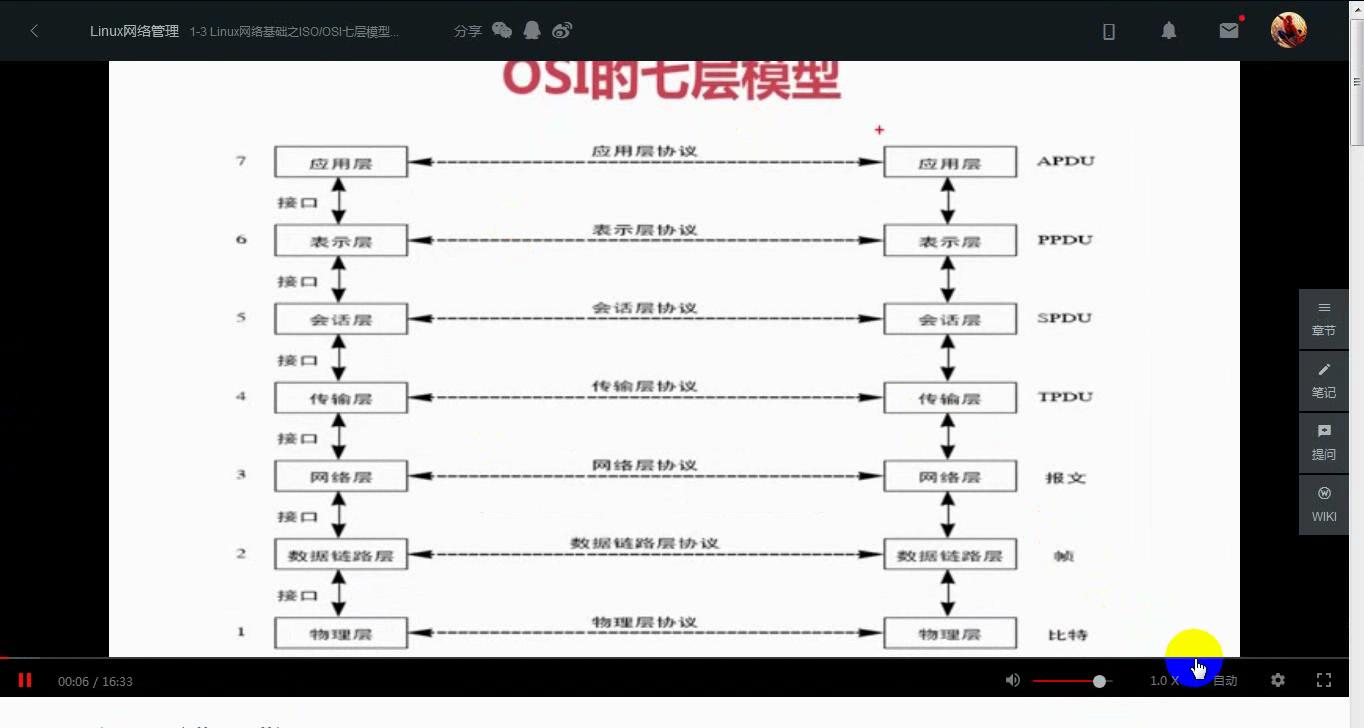 Linux网络管理 1-3 Linux网络基础之ISO/OSI七层模型... 分享
OSI的七层模型
7 应用层 应用层协议 应用层 APDU
接口
6 表示层 表示层协议 表示层 PPDU
接口
5 会话层 会话层协议 会话层 SPDU
接口
4 传输层 传输层协议 传输层 TPDU
接口
3 网络层 网络层协议 网络层 报文
接口
2 数据链路层 数据链路层协议 数据链路层 帧
接口
1 物理层 物理层协议 物理层 比特
章节
笔记
提问
WIKI
00:06 / 16:33 1.0 X 自动